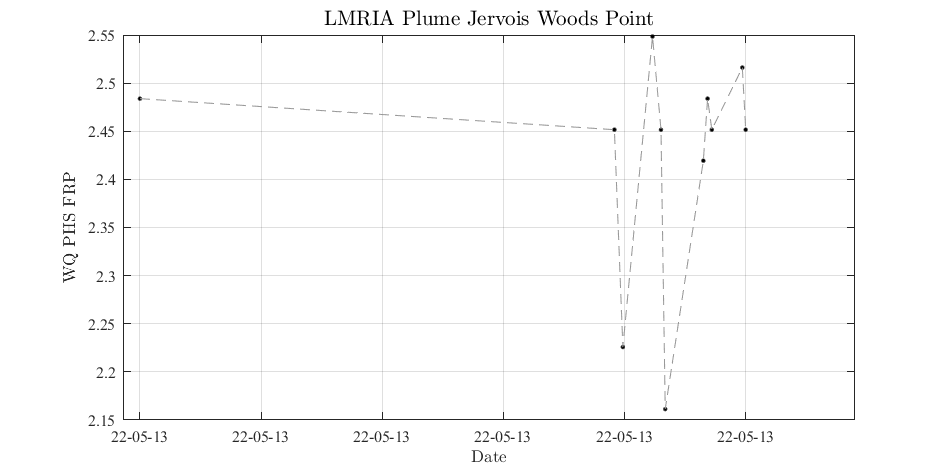 LMRIA Plume Jervois Woods Point
2.55
2.5
2.45
2.4
2.35
2.3
2.25
2.2
2.15
WQ PHS FRP
22-05-13 22-05-13 22-05-13 22-05-13 22-05-13 22-05-13
Date